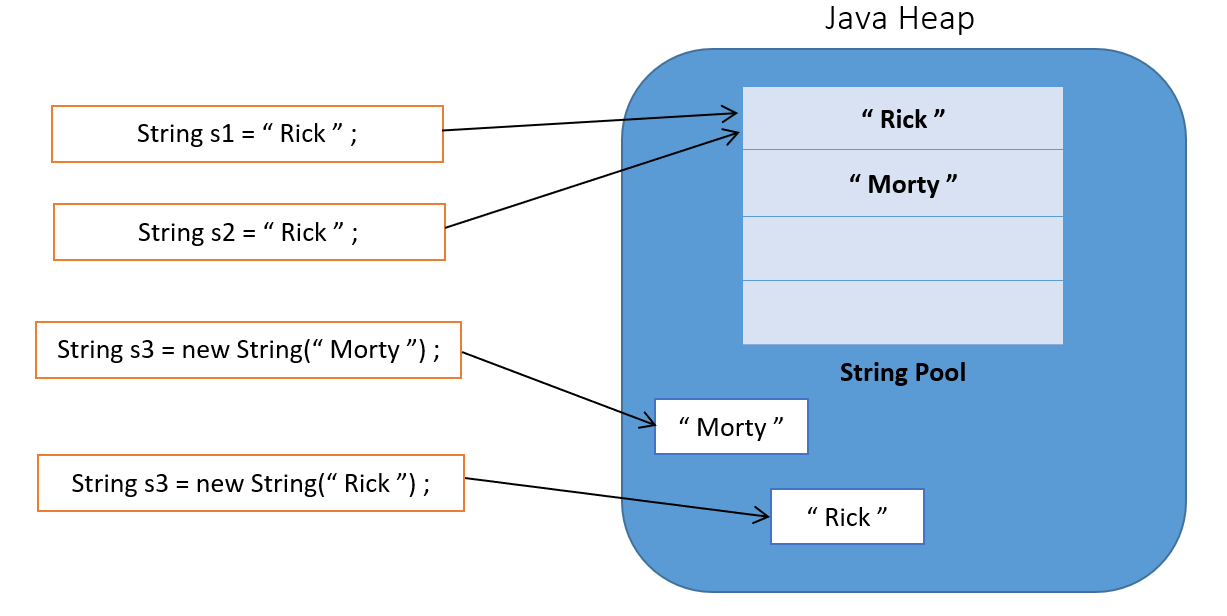 Java Heap
String s1 = “ Rick ” ;
String s2 = “ Rick ” ;
String s3 = new String(“ Morty ”) ;
String s3 = new String(“ Rick ”) ;
“ Rick ”
“ Morty ”
String Pool
“ Morty ”
“ Rick ”